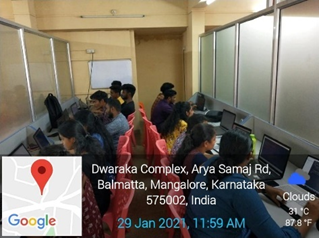 Dwaraka Complex, Arya Samaj Rd,
Balmatta, Mangalore, Karnataka
575002, India
29 Jan 2021, 11:59 AM
Google
Clouds
31 °C
87.8 °F